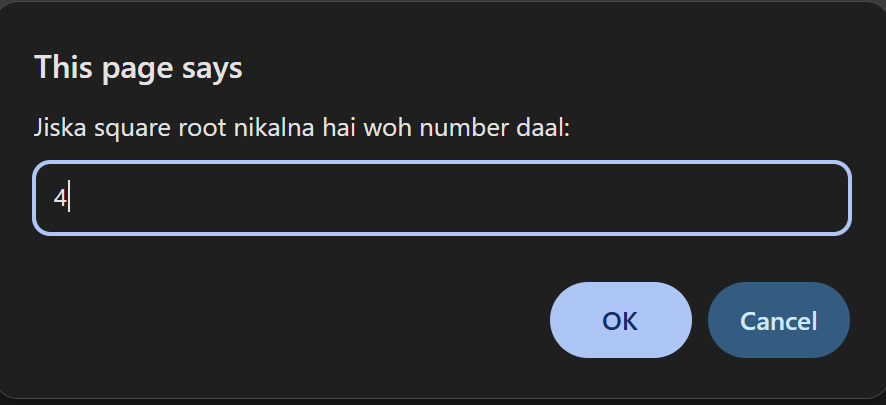 This page says
Jiska square root nikalna hai woh number daal:
4
OK Cancel